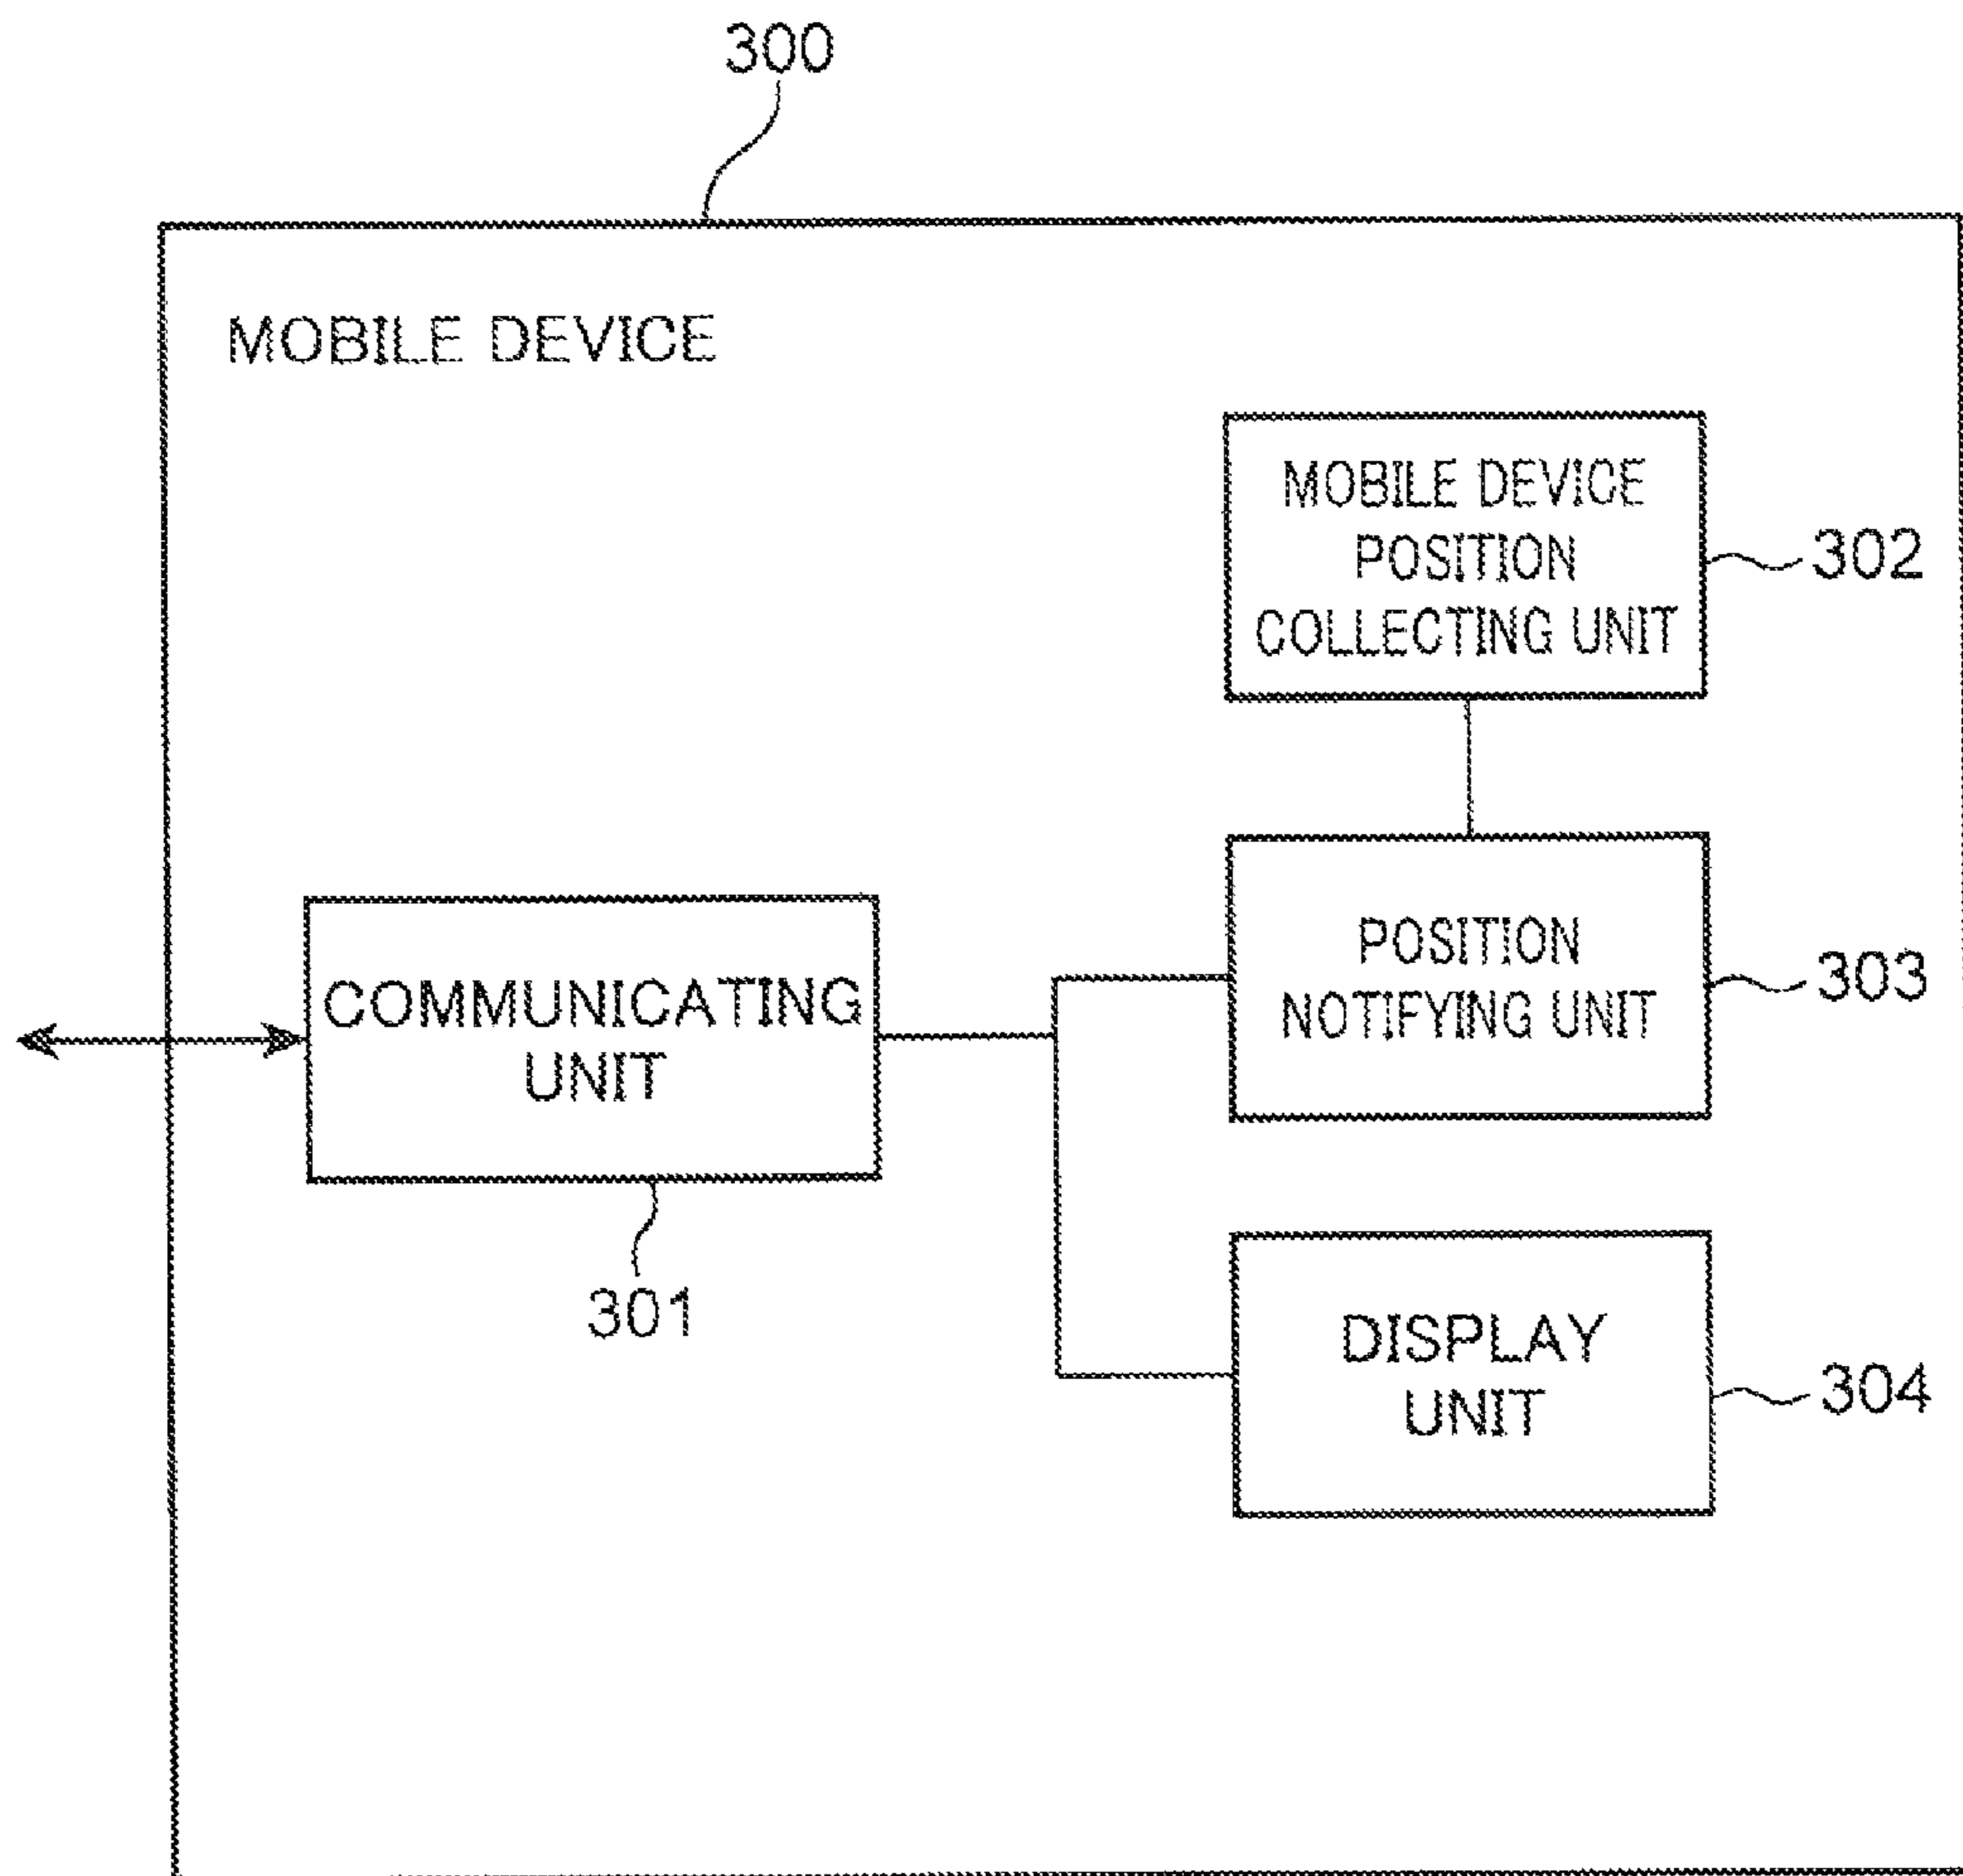 300
MOBILE DEVICE
MOBILE DEVICE
POSITION
COLLECTING UNIT
302
POSITION
NOTIFYING UNIT
303
COMMUNICATING
UNIT
301
DISPLAY
UNIT
304